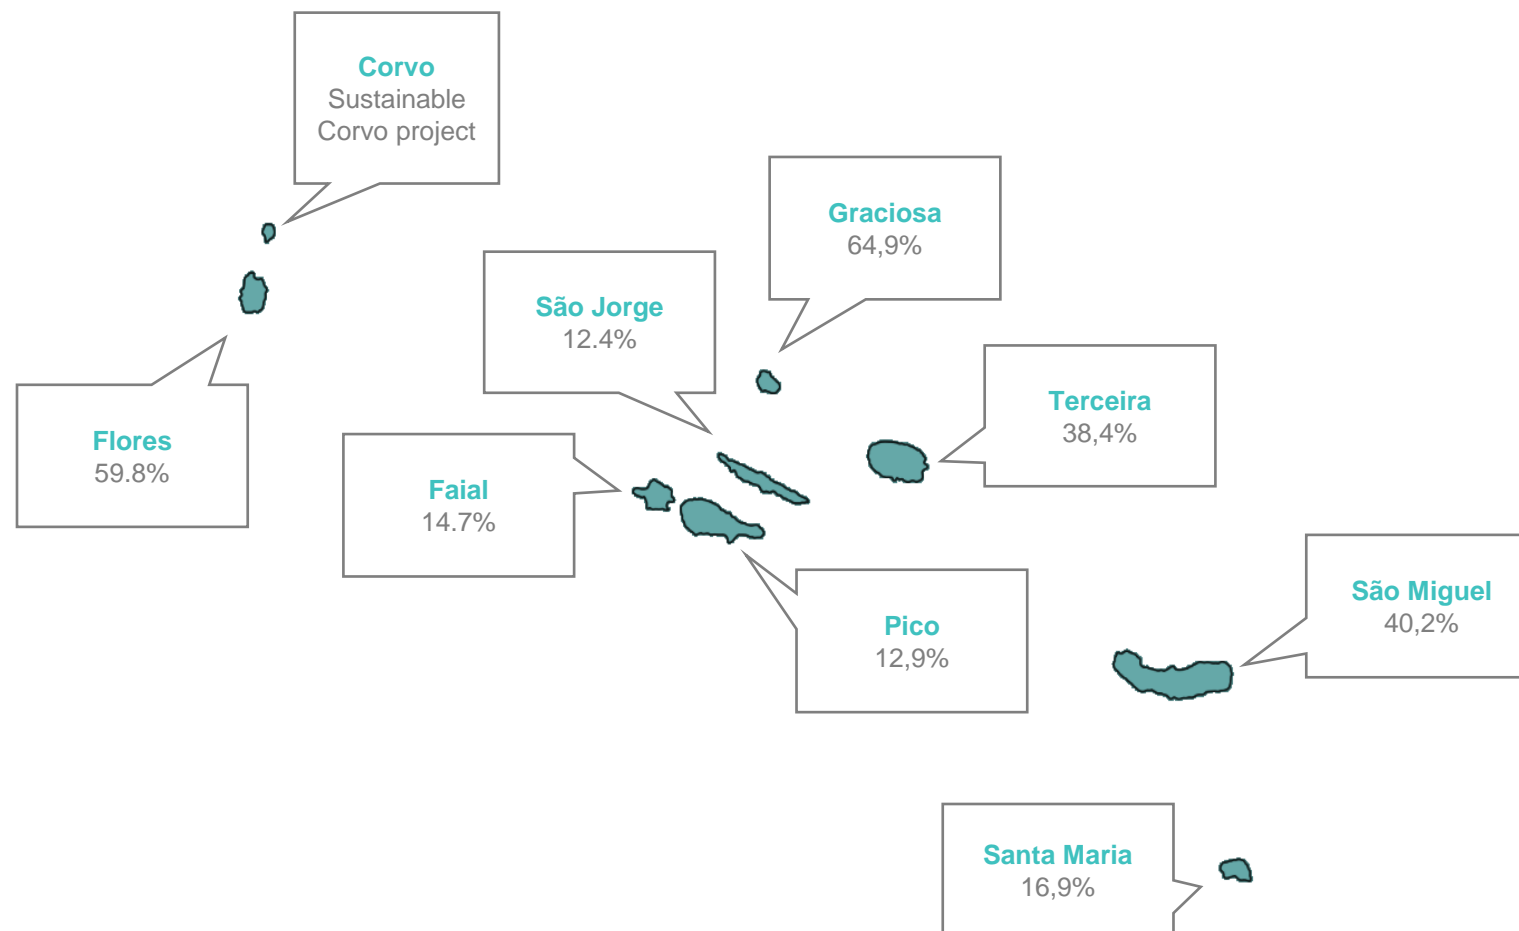 Corvo
Sustainable
Corvo project
Graciosa
64,9%
São Jorge
12.4%
Terceira
38,4%
Flores
59.8%
Faial
14.7%
Pico
12,9%
São Miguel
40,2%
Santa Maria
16,9%